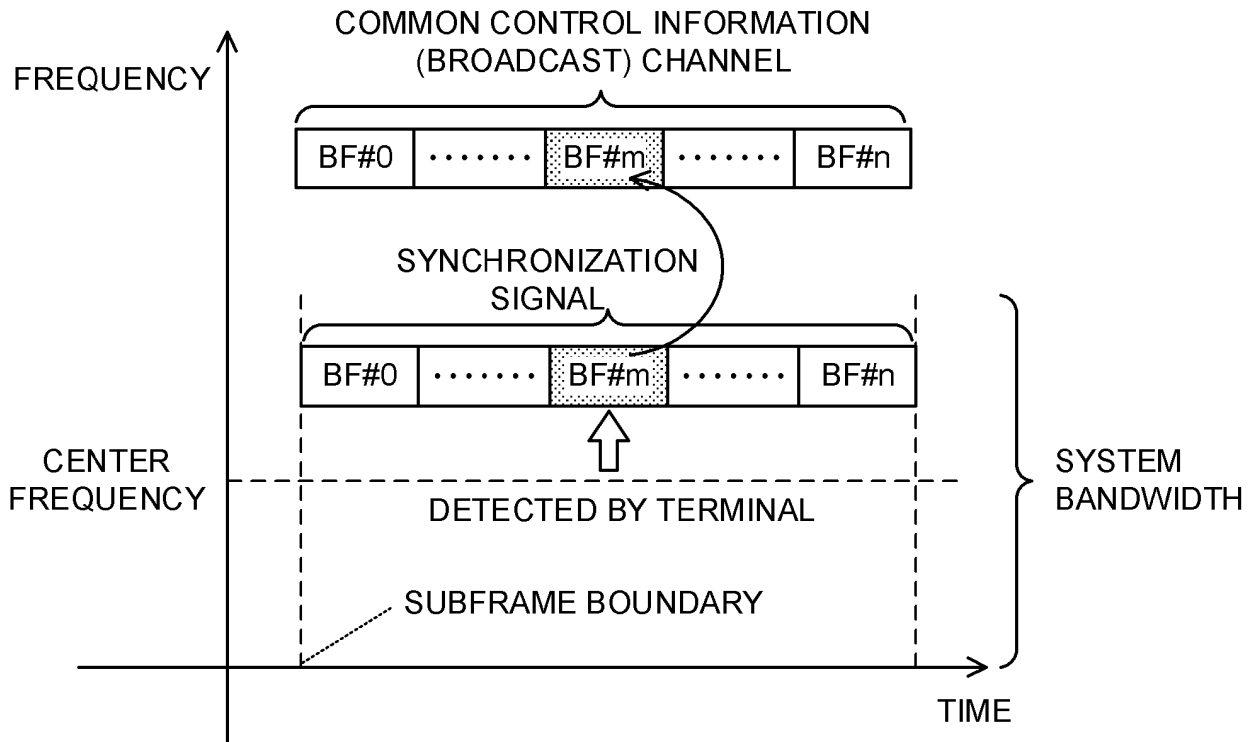 COMMON CONTROL INFORMATION
(BROADCAST) CHANNEL
FREQUENCY
BF#0 ······· BF#m ······· BF#n
SYNCHRONIZATION
SIGNAL
BF#0 ······· BF#m ······· BF#n
CENTER
FREQUENCY
DETECTED BY TERMINAL
SYSTEM
BANDWIDTH
SUBFRAME BOUNDARY
TIME